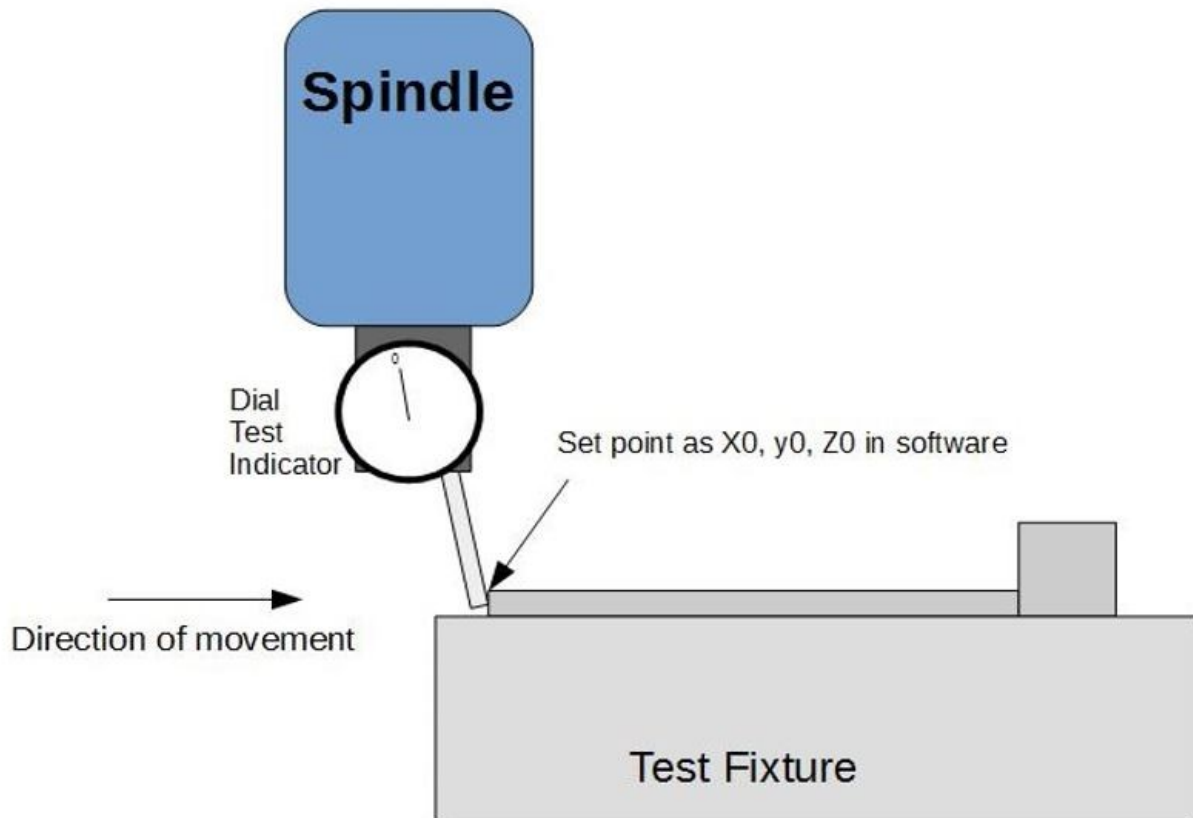 Spindle
0
Dial
Test
Indicator
Set point as X0, y0, Z0 in software
Direction of movement
Test Fixture